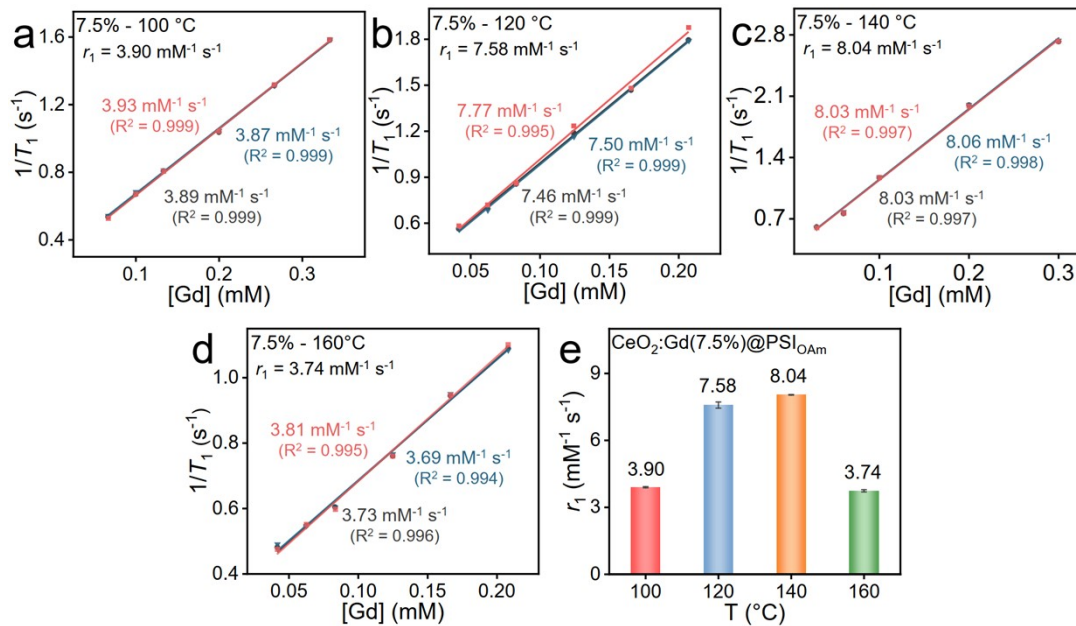 a
7.5% - 100 °C
r₁ = 3.90 mM⁻¹ s⁻¹
3.93 mM⁻¹ s⁻¹
(R² = 0.999)
3.87 mM⁻¹ s⁻¹
(R² = 0.999)
3.89 mM⁻¹ s⁻¹
(R² = 0.999)
1/T₁ (s⁻¹)
1.6
1.2
0.8
0.4
0.1
0.2
0.3
[Gd] (mM)
b
7.5% - 120 °C
r₁ = 7.58 mM⁻¹ s⁻¹
7.77 mM⁻¹ s⁻¹
(R² = 0.995)
7.50 mM⁻¹ s⁻¹
(R² = 0.999)
7.46 mM⁻¹ s⁻¹
(R² = 0.999)
1/T₁ (s⁻¹)
1.8
1.5
1.2
0.9
0.6
0.05
0.10
0.15
0.20
[Gd] (mM)
c
7.5% - 140 °C
r₁ = 8.04 mM⁻¹ s⁻¹
8.03 mM⁻¹ s⁻¹
(R² = 0.997)
8.06 mM⁻¹ s⁻¹
(R² = 0.998)
8.03 mM⁻¹ s⁻¹
(R² = 0.997)
1/T₁ (s⁻¹)
2.8
2.1
1.4
0.7
0.1
0.2
0.3
[Gd] (mM)
d
7.5% - 160°C
r₁ = 3.74 mM⁻¹ s⁻¹
3.81 mM⁻¹ s⁻¹
(R² = 0.995)
3.69 mM⁻¹ s⁻¹
(R² = 0.994)
3.73 mM⁻¹ s⁻¹
(R² = 0.996)
1/T₁ (s⁻¹)
1.0
0.8
0.6
0.4
0.05
0.10
0.15
0.20
[Gd] (mM)
e
CeO₂:Gd(7.5%)@PSI_OAm
r₁ (mM⁻¹ s⁻¹)
9
6
3
0
3.90
7.58
8.04
3.74
100
120
140
160
T (°C)